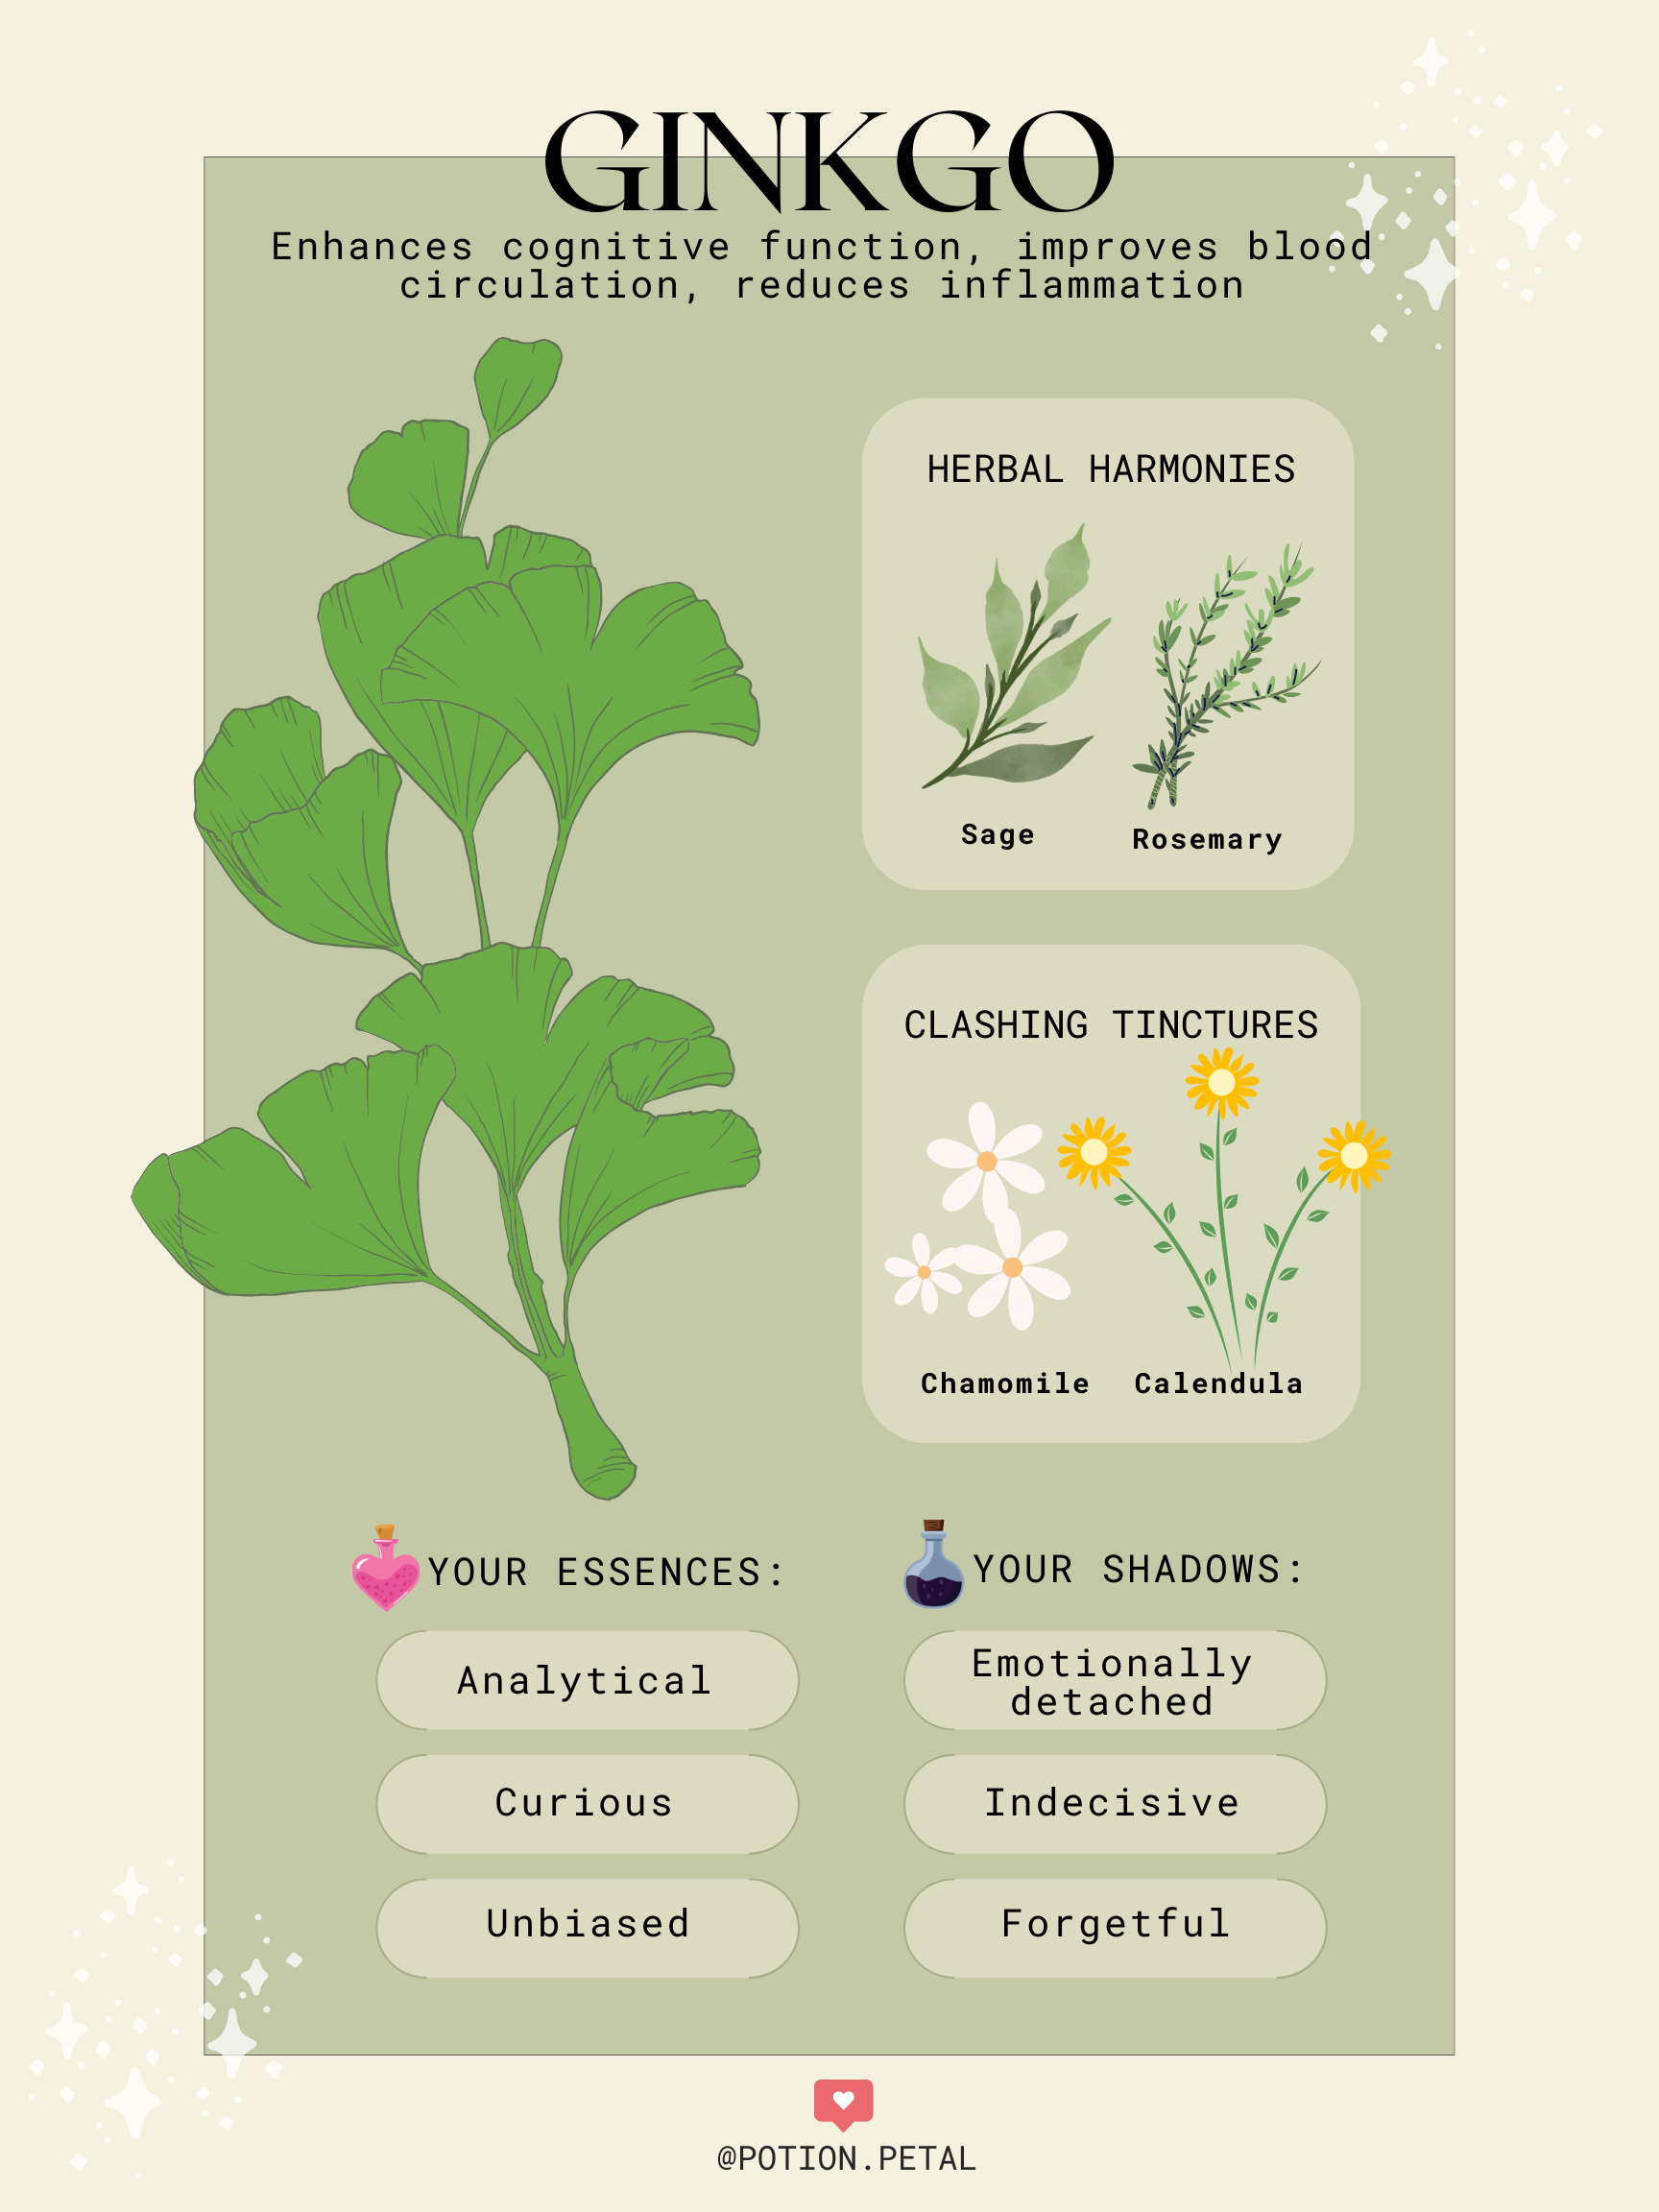 GINKGO
Enhances cognitive function, improves blood
circulation, reduces inflammation
HERBAL HARMONIES
Sage
Rosemary
CLASHING TINCTURES
Chamomile
Calendula
YOUR ESSENCES:
Analytical
Curious
Unbiased
YOUR SHADOWS:
Emotionally
detached
Indecisive
Forgetful
@POTION.PETAL